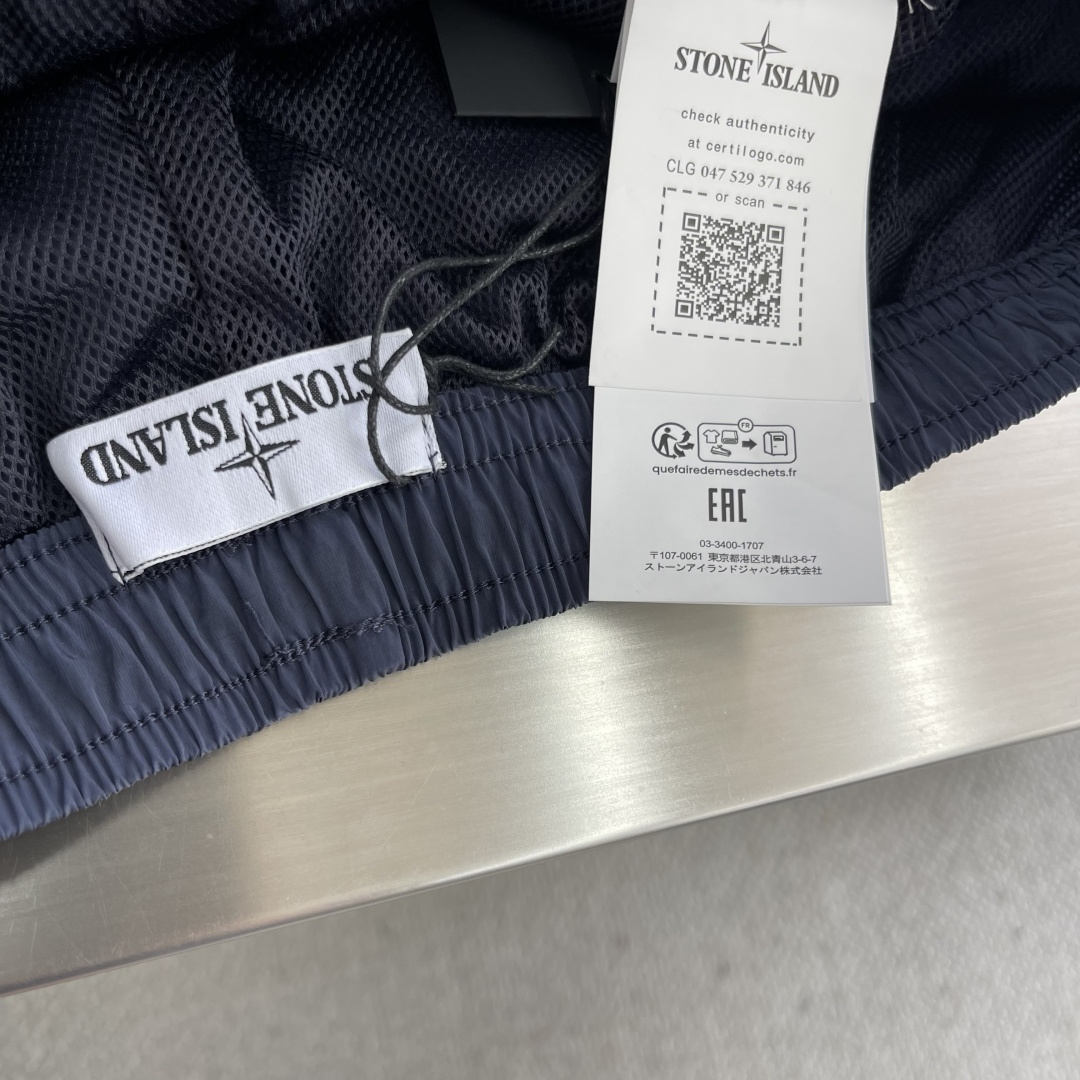 STONE ISLAND
check authenticity
at certilogo.com
CLG 047 529 371 846
or scan
FR
quefairedemesdechets.fr
EAC
03-3400-1707
〒107-0061 東京都港区北青山3-6-7
ストーンアイランドジャパン株式会社
STONE ISLAND